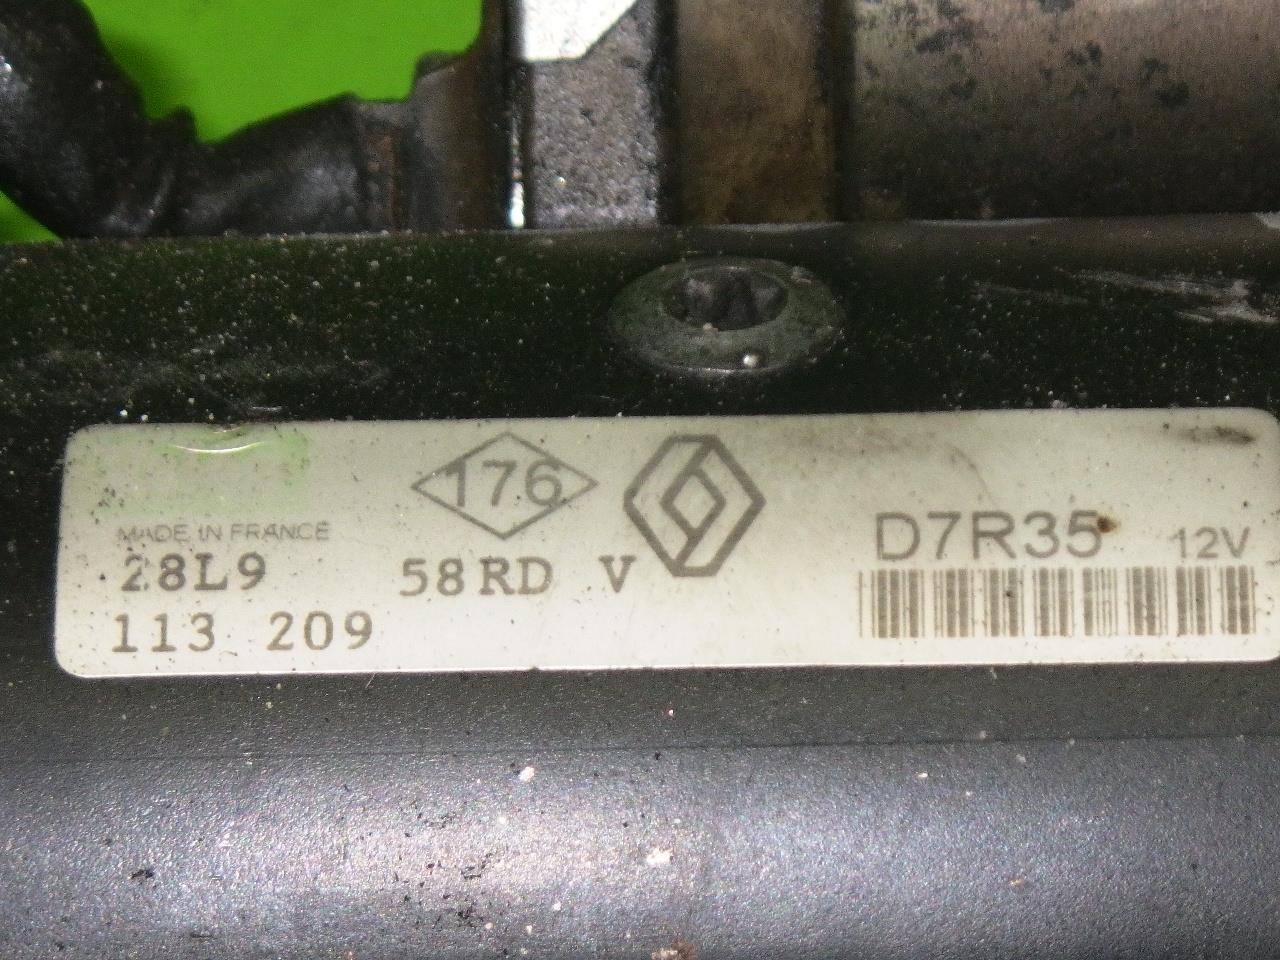 176
MADE IN FRANCE
D7R35 12V
28L9 58RD V
113 209